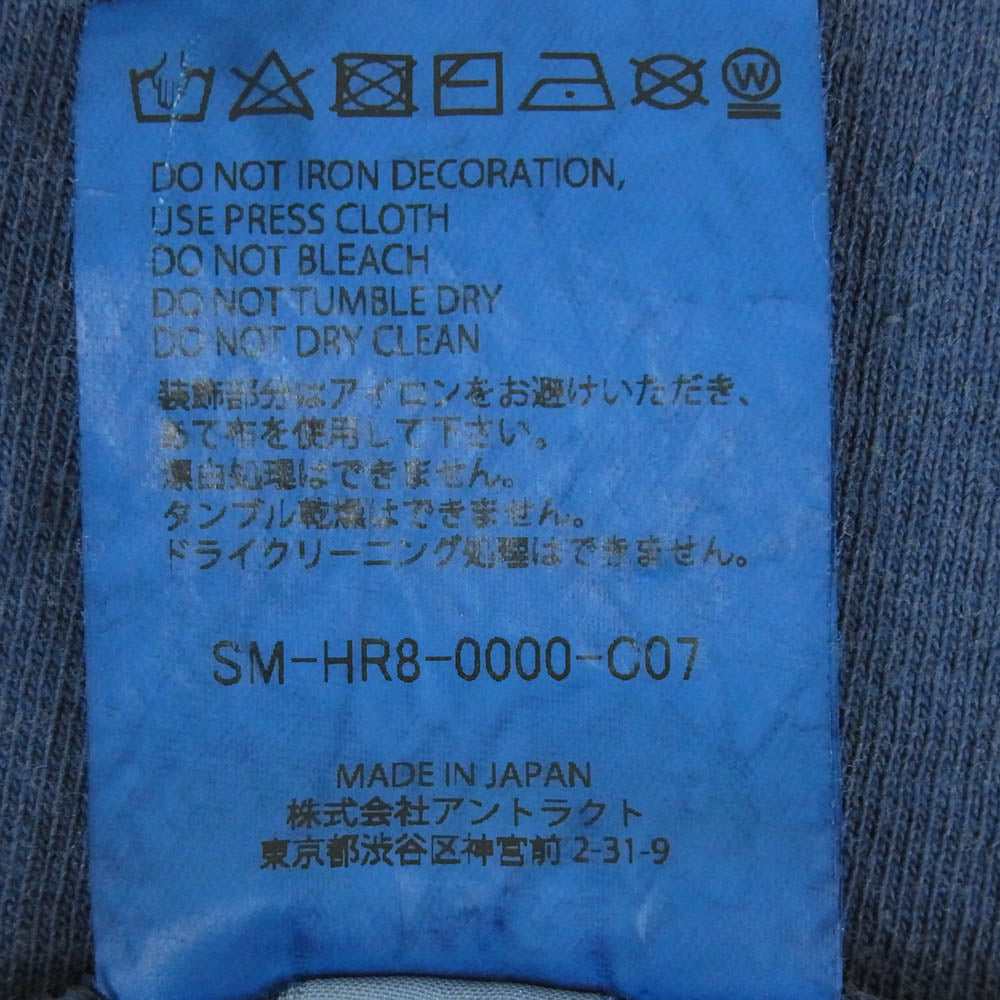 W
DO NOT IRON DECORATION,
USE PRESS CLOTH
DO NOT BLEACH
DO NOT TUMBLE DRY
DO NOT DRY CLEAN
装飾部分はアイロンをお避けいただき、
あて布を使用して下さい。
漂白処理はできません。
タンブル乾燥はできません。
ドライクリーニング処理はできません。
SM-HR8-0000-C07
MADE IN JAPAN
株式会社アントラクト
東京都渋谷区神宮前 2-31-9